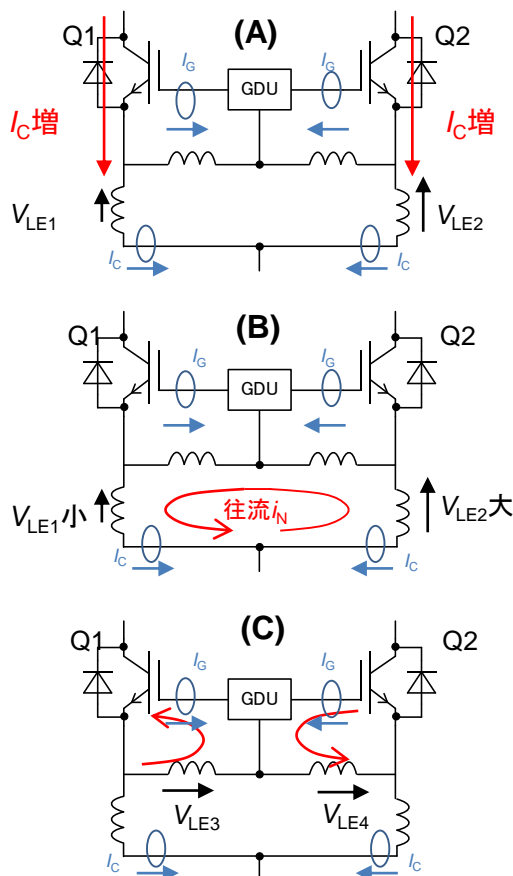 (A)
Q1
Q2
IG
GDU
IG
IC増
IC増
VLE1
VLE2
IC
IC
(B)
Q1
Q2
IG
GDU
IG
VLE1小
往流iN
VLE2大
IC
IC
(C)
Q1
Q2
IG
GDU
IG
VLE3
VLE4
IC
IC